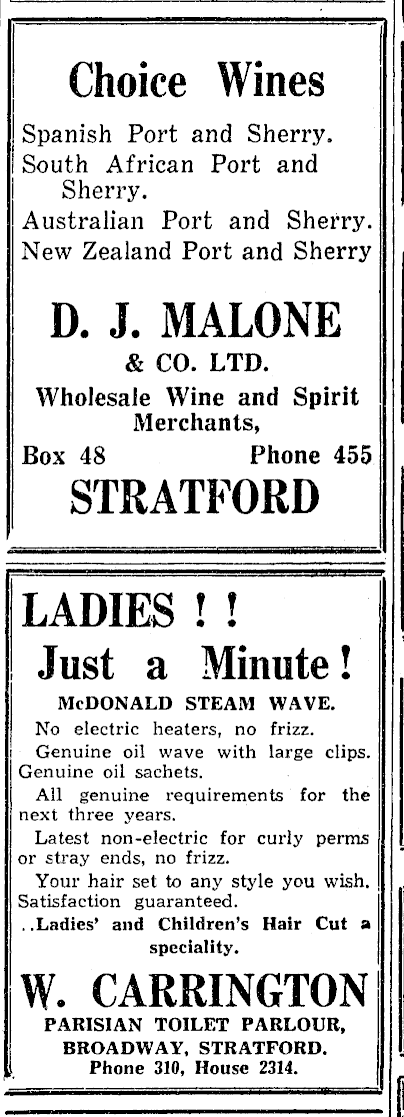 Choice Wines
Spanish Port and Sherry.
South African Port and
Sherry.
Australian Port and Sherry.
New Zealand Port and Sherry
D. J. MALONE
& CO. LTD.
Wholesale Wine and Spirit
Merchants,
Box 48 Phone 455
STRATFORD
LADIES ! !
Just a Minute !
McDONALD STEAM WAVE.
No electric heaters, no frizz.
Genuine oil wave with large clips.
Genuine oil sachets.
All genuine requirements for the
next three years.
Latest non-electric for curly perms
or stray ends, no frizz.
Your hair set to any style you wish.
Satisfaction guaranteed.
..Ladies' and Children's Hair Cut a
speciality.
W. CARRINGTON
PARISIAN TOILET PARLOUR,
BROADWAY, STRATFORD.
Phone 310, House 2314.